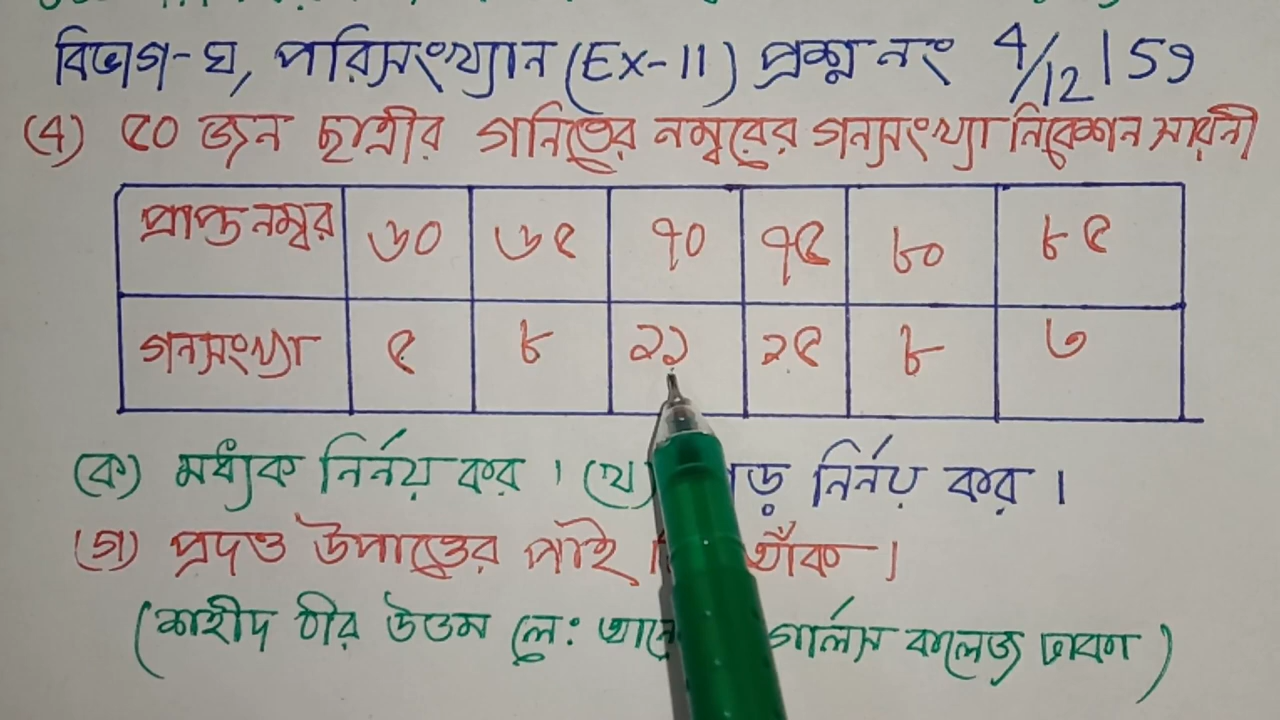 বিভাগ-ঘ, পরিসংখ্যান (Ex-11) প্রশ্ন নং 4/12 | 59
(4) ৫০ জন ছাত্রীর গনিতের নম্বরের গনসংখ্যা নিবেশন সারনী
প্রাপ্ত নম্বর ৬০ ৬৫ ৭০ ৭৫ ৮০ ৮৫
গনসংখ্যা ৫ ৮ ২১ ২৫ ৮ ৩
(ক) মধ্যক নির্নয় কর। (খ) নির্নয় কর।
(গ) প্রদত্ত উপাত্তের পাই আঁক।
(শহীদ বীর উত্তম লে: গার্লস কলেজ ঢাকা)